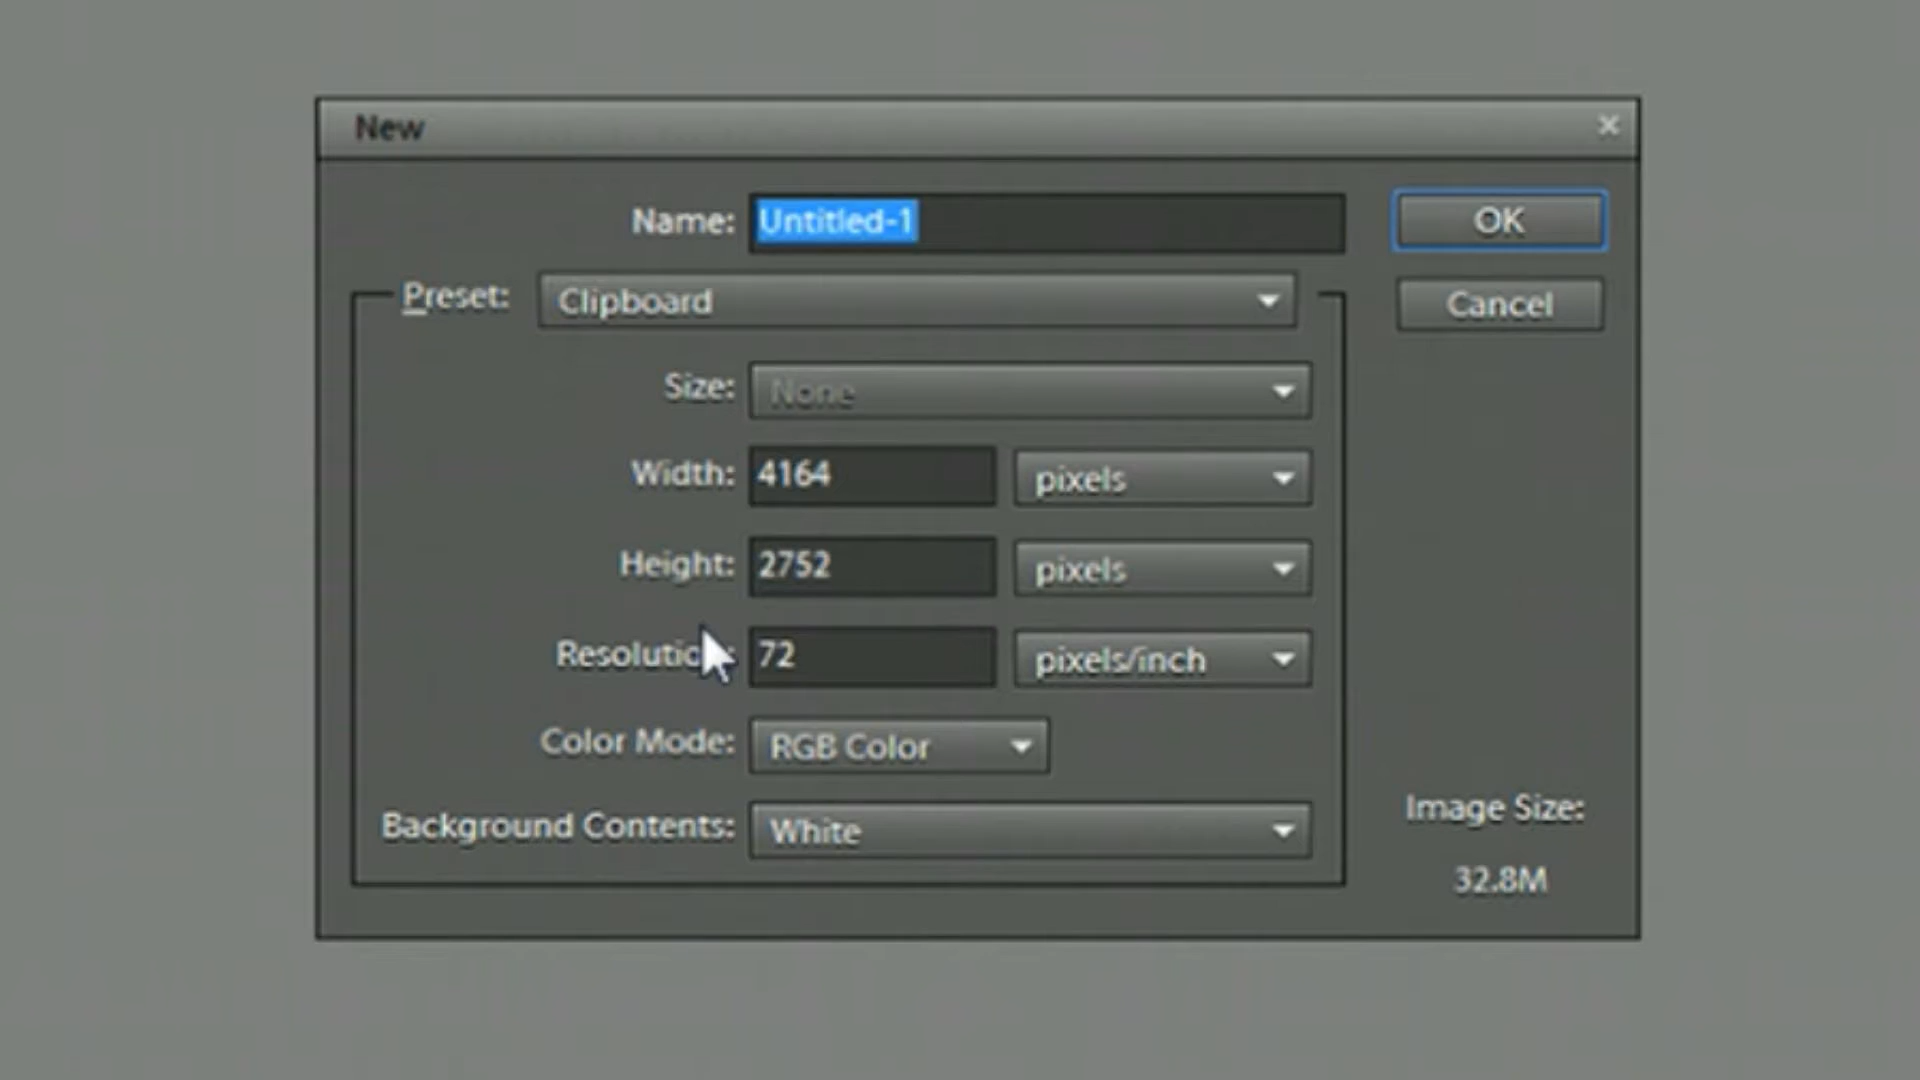 New
Name: Untitled-1
OK
Preset: Clipboard
Cancel
Size: None
Width: 4164 pixels
Height: 2752 pixels
Resolution: 72 pixels/inch
Color Mode: RGB Color
Background Contents: White
Image Size:
32.8M